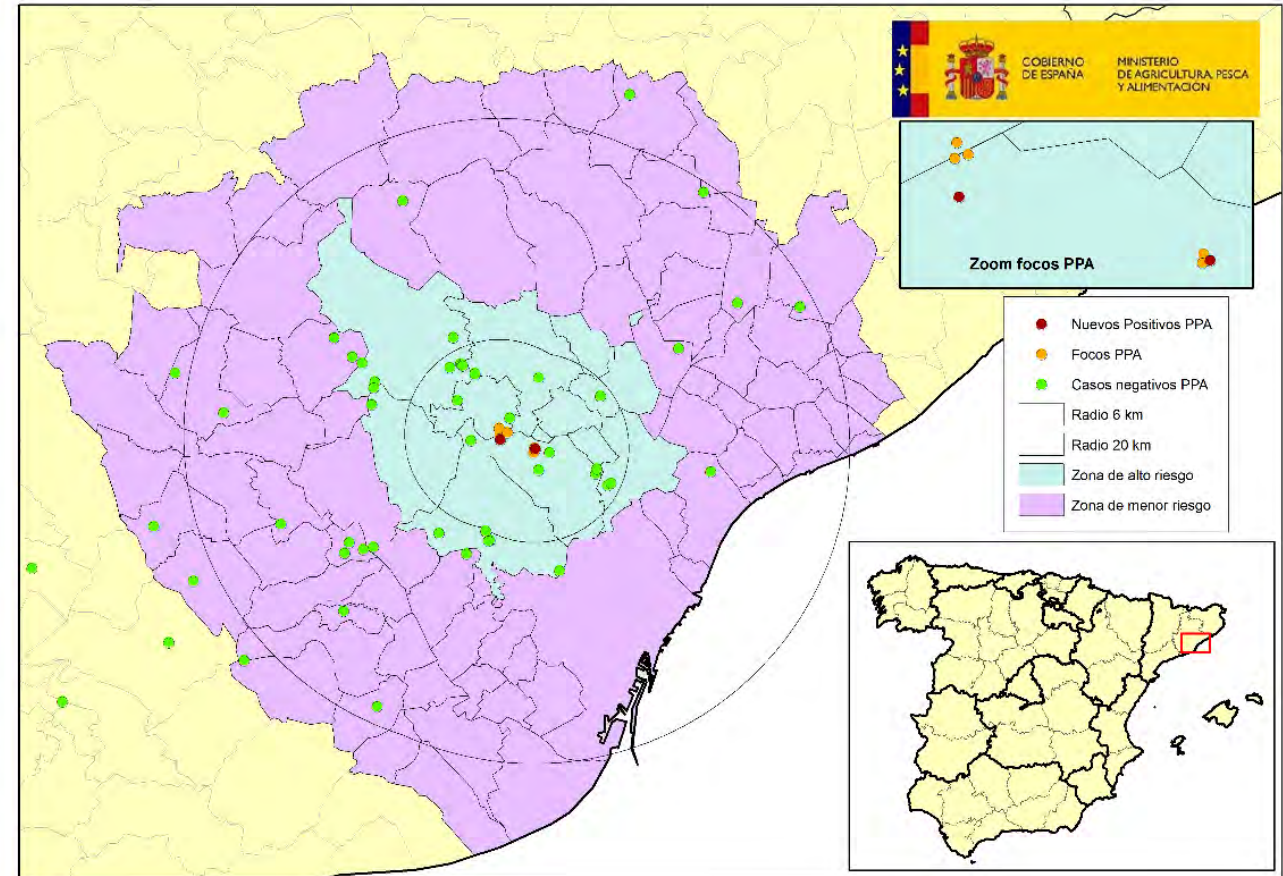 COBIERNO
DE ESPAÑA
MINISTERIO
DE AGRICULTURA, PESCA
Y ALIMENTACIÓN
Zoom focos PPA
Nuevos Positivos PPA
Focos PPA
Casos negativos PPA
Radio 6 km
Radio 20 km
Zona de alto riesgo
Zona de menor riesgo